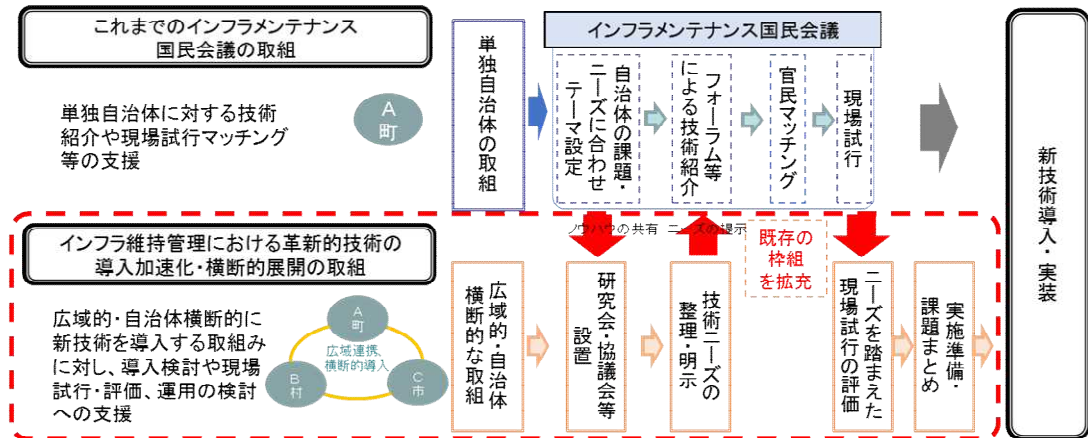 これまでのインフラメンテナンス
国民会議の取組
単独自治体に対する技術
紹介や現場試行マッチング
等の支援
A
町
単独自治体の取組
インフラメンテナンス国民会議
自治体の課題・
ニーズに合わせ
テーマ設定
フォーラム等
による技術紹介
官民マッチング
現場試行
新技術導入・実装
インフラ維持管理における革新的技術の
導入加速化・横断的展開の取組
広域的・自治体横断的に
新技術を導入する取組み
に対し、導入検討や現場
試行・評価、運用の検討
への支援
A
町
広域連携、
横断的導入
B
村
C
市
ノウハウの共有 ニーズの提示
既存の
枠組
を拡充
広域的・自治体
横断的な取組
研究会・協議会等
設置
技術ニーズの
整理・明示
ニーズを踏まえた
現場試行の評価
実施準備・
課題まとめ